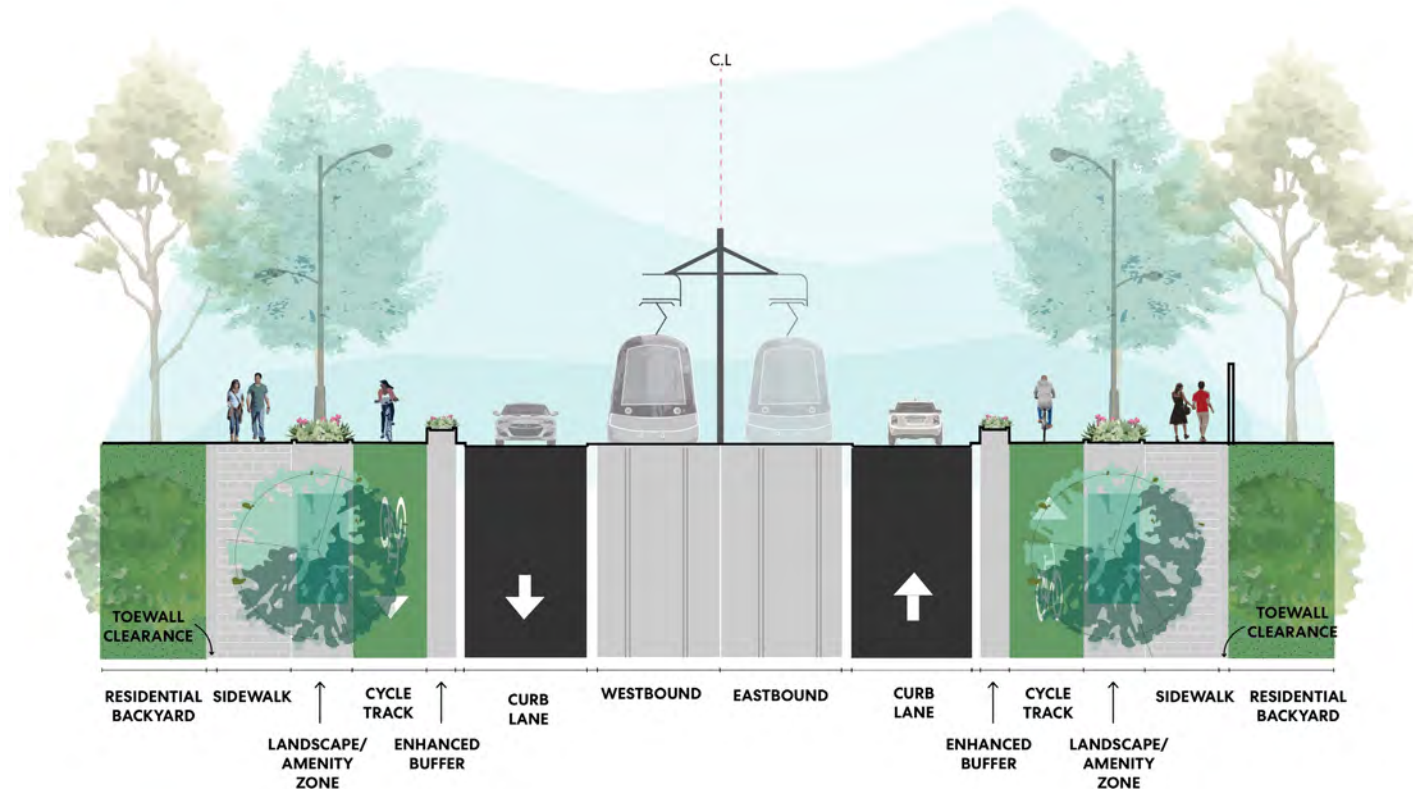 C.L
TOEWALL
CLEARANCE
TOEWALL
CLEARANCE
RESIDENTIAL
BACKYARD
SIDEWALK
LANDSCAPE/
AMENITY
ZONE
CYCLE
TRACK
ENHANCED
BUFFER
CURB
LANE
WESTBOUND
EASTBOUND
CURB
LANE
ENHANCED
BUFFER
CYCLE
TRACK
LANDSCAPE/
AMENITY
ZONE
SIDEWALK
RESIDENTIAL
BACKYARD